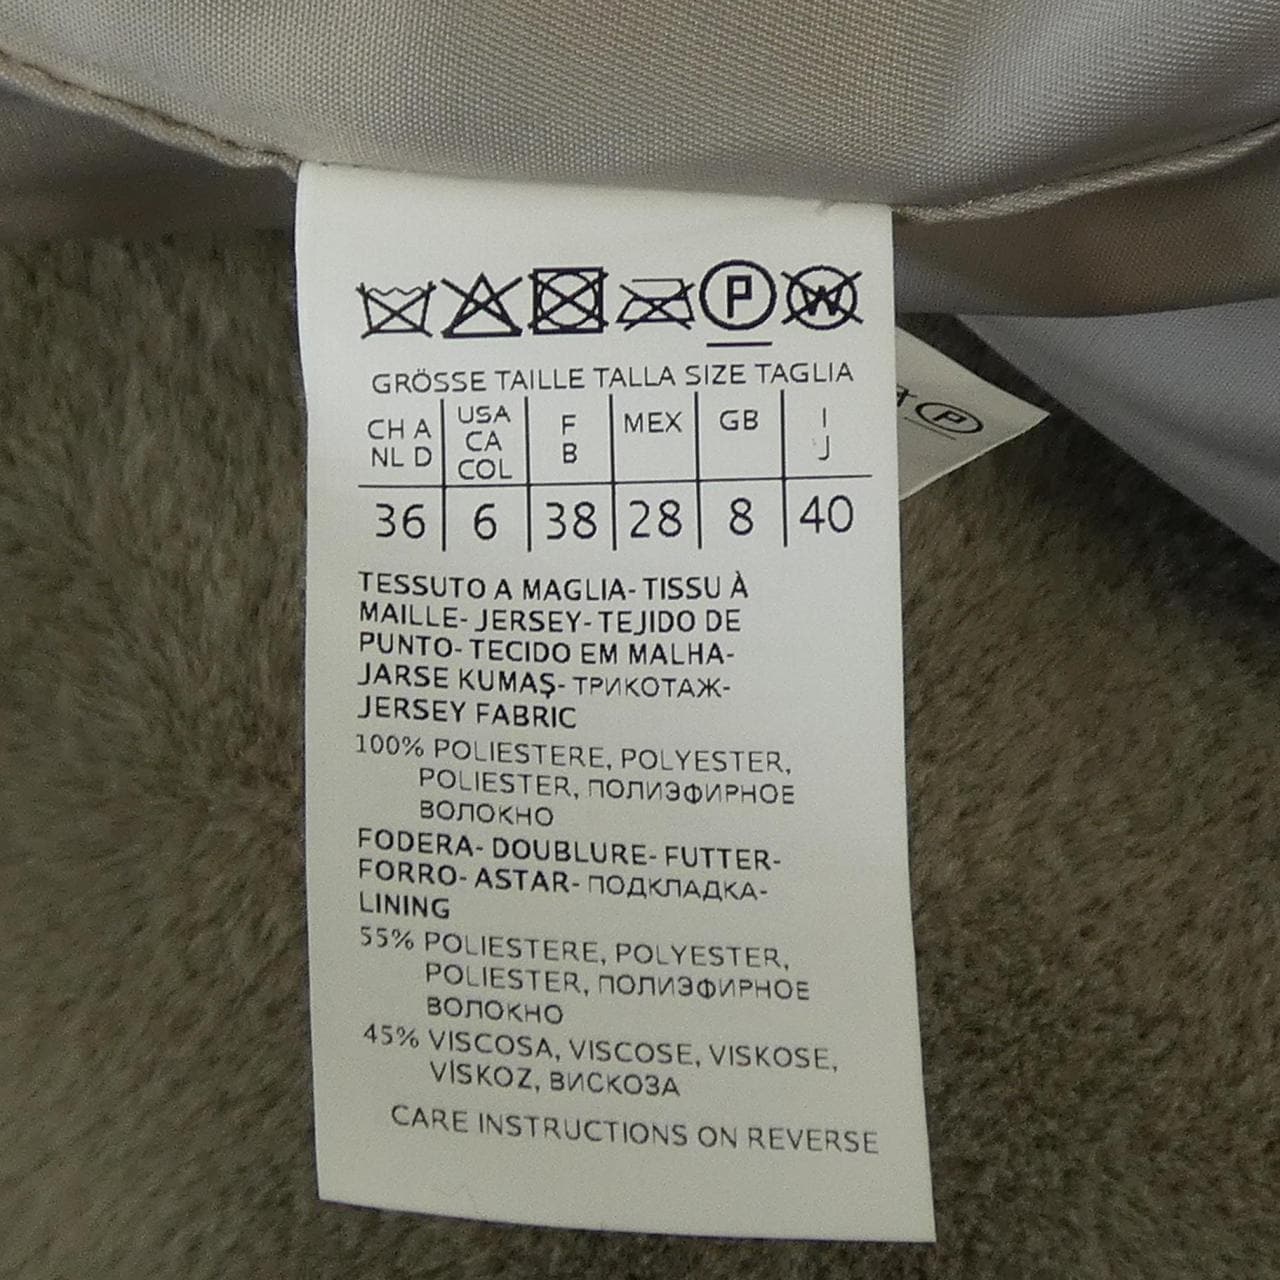 P W
GRÖSSE TAILLE TALLA SIZE TAGLIA
CH A NL D USA CA COL F B MEX GB I J
36 6 38 28 8 40
TESSUTO A MAGLIA- TISSU À
MAILLE- JERSEY- TEJIDO DE
PUNTO- TECIDO EM MALHA-
JARSE KUMAŞ- ТРИКОТАЖ-
JERSEY FABRIC
100% POLIESTERE, POLYESTER,
POLIESTER, ПОЛИЭФИРНОЕ
ВОЛОКНО
FODERA- DOUBLURE- FUTTER-
FORRO- ASTAR- ПОДКЛАДКА-
LINING
55% POLIESTERE, POLYESTER,
POLIESTER, ПОЛИЭФИРНОЕ
ВОЛОКНО
45% VISCOSA, VISCOSE, VISKOSE,
VİSKOZ, ВИСКОЗА
CARE INSTRUCTIONS ON REVERSE
P